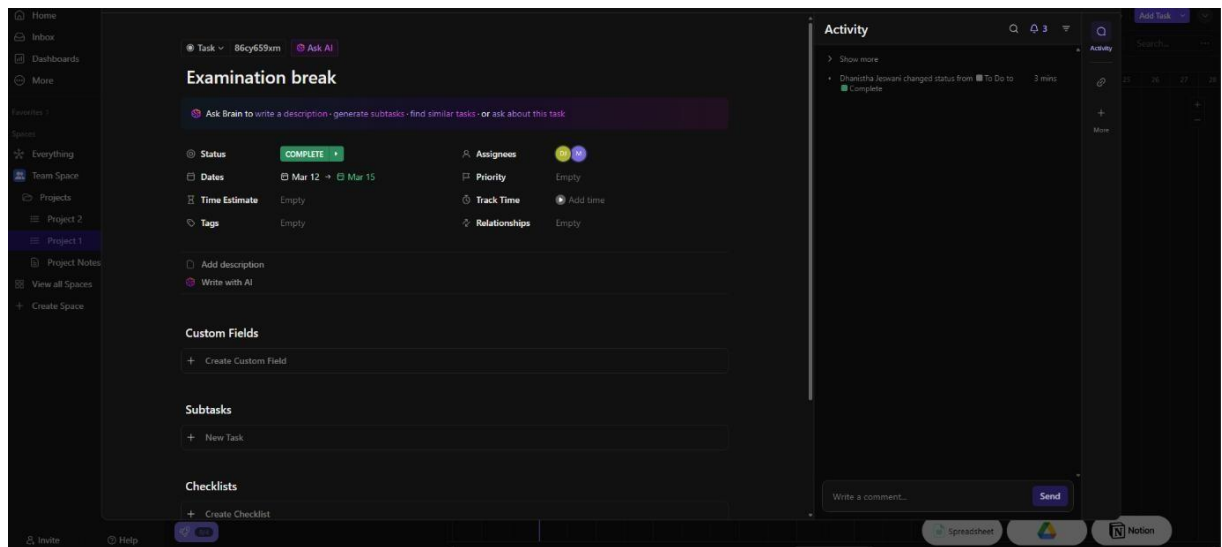 Home
Inbox
Dashboards
More
Favorites
Spaces
Everything
Team Space
Projects
Project 2
Project 1
Project Notes
View all Spaces
Create Space
Invite
Help
Task 86cy659xm Ask AI
Examination break
Ask Brain to write a description · generate subtasks · find similar tasks · or ask about this task
Status COMPLETE Assignees DJ M
Dates Mar 12 → Mar 15 Priority Empty
Time Estimate Empty Track Time Add time
Tags Empty Relationships Empty
Add description
Write with AI
Custom Fields
+ Create Custom Field
Subtasks
+ New Task
Checklists
+ Create Checklist
Activity 3
Show more
Dhanistha Jeswani changed status from To Do to 3 mins
Complete
Write a comment... Send
Activity
More
Add Task
Search...
25 26 27 28
Spreadsheet
Notion